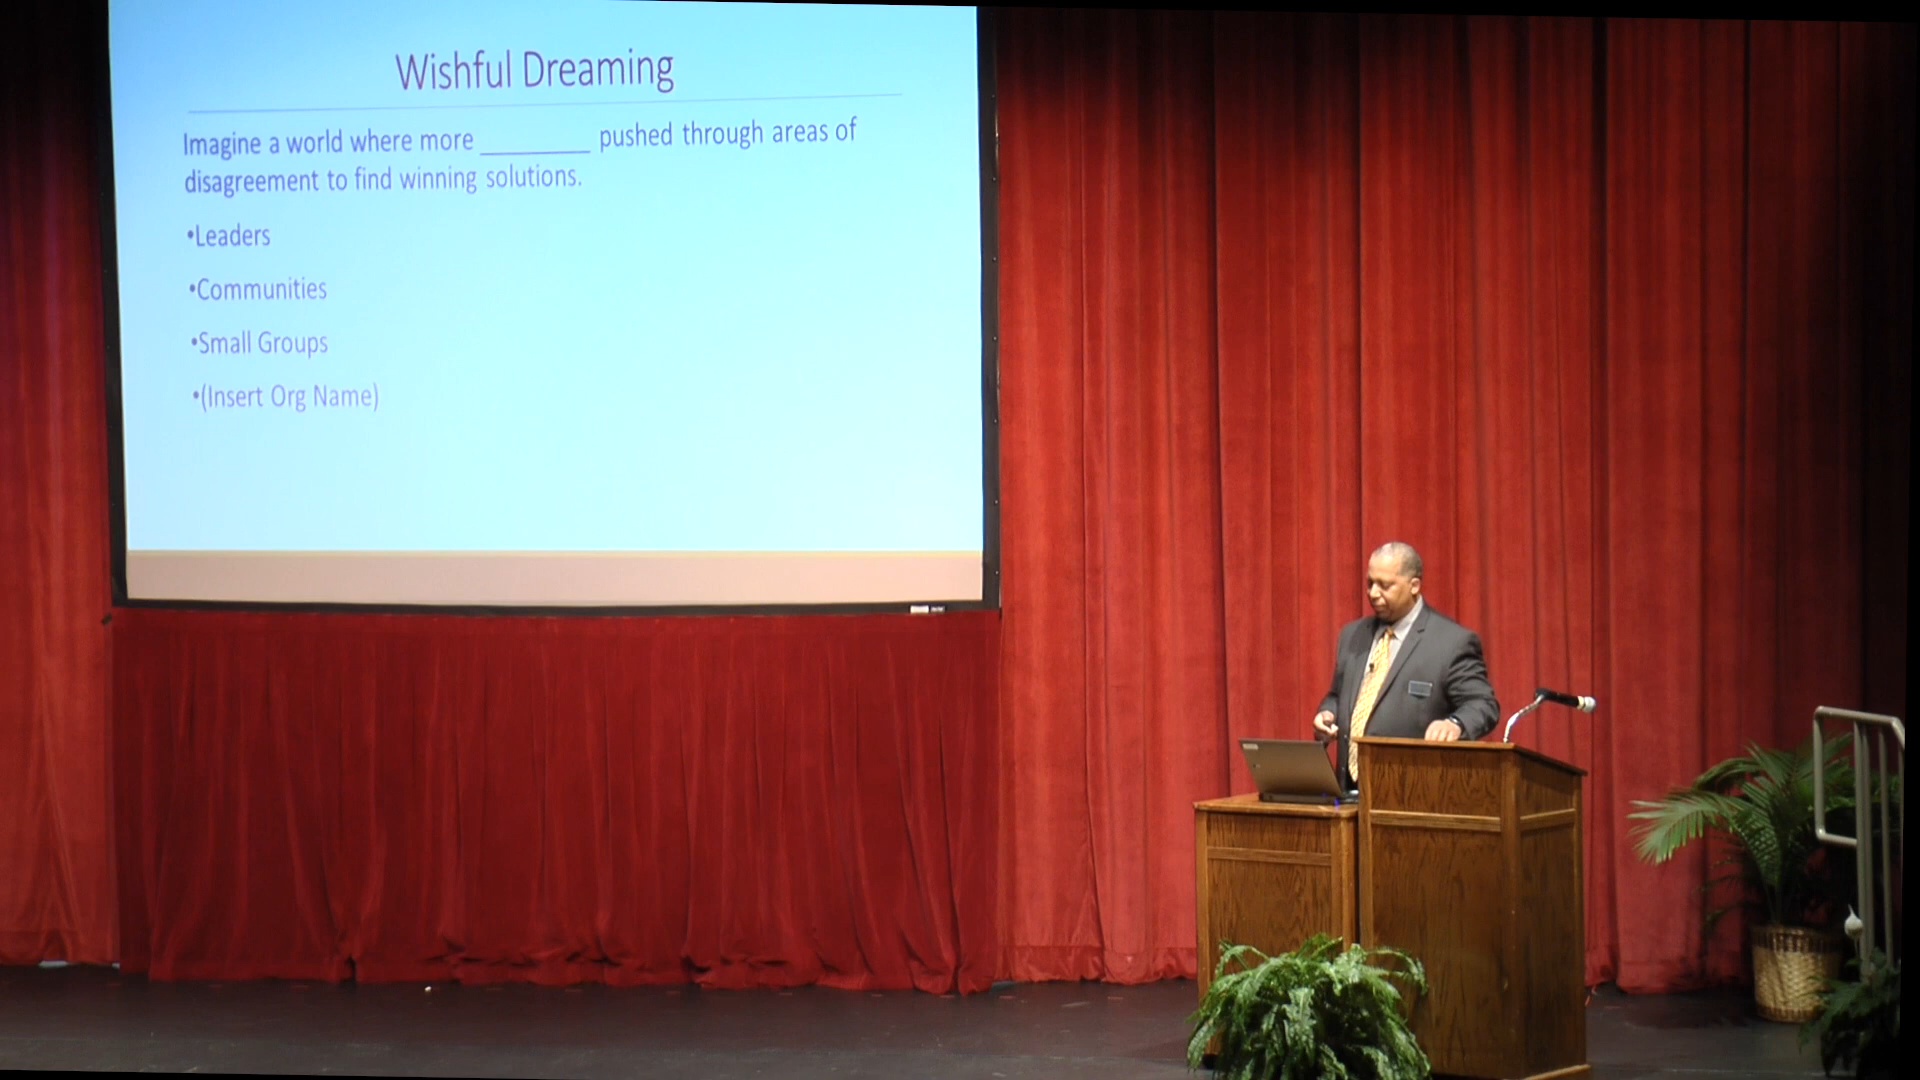 Wishful Dreaming
Imagine a world where more _________ pushed through areas of
disagreement to find winning solutions.
•Leaders
•Communities
•Small Groups
•(Insert Org Name)